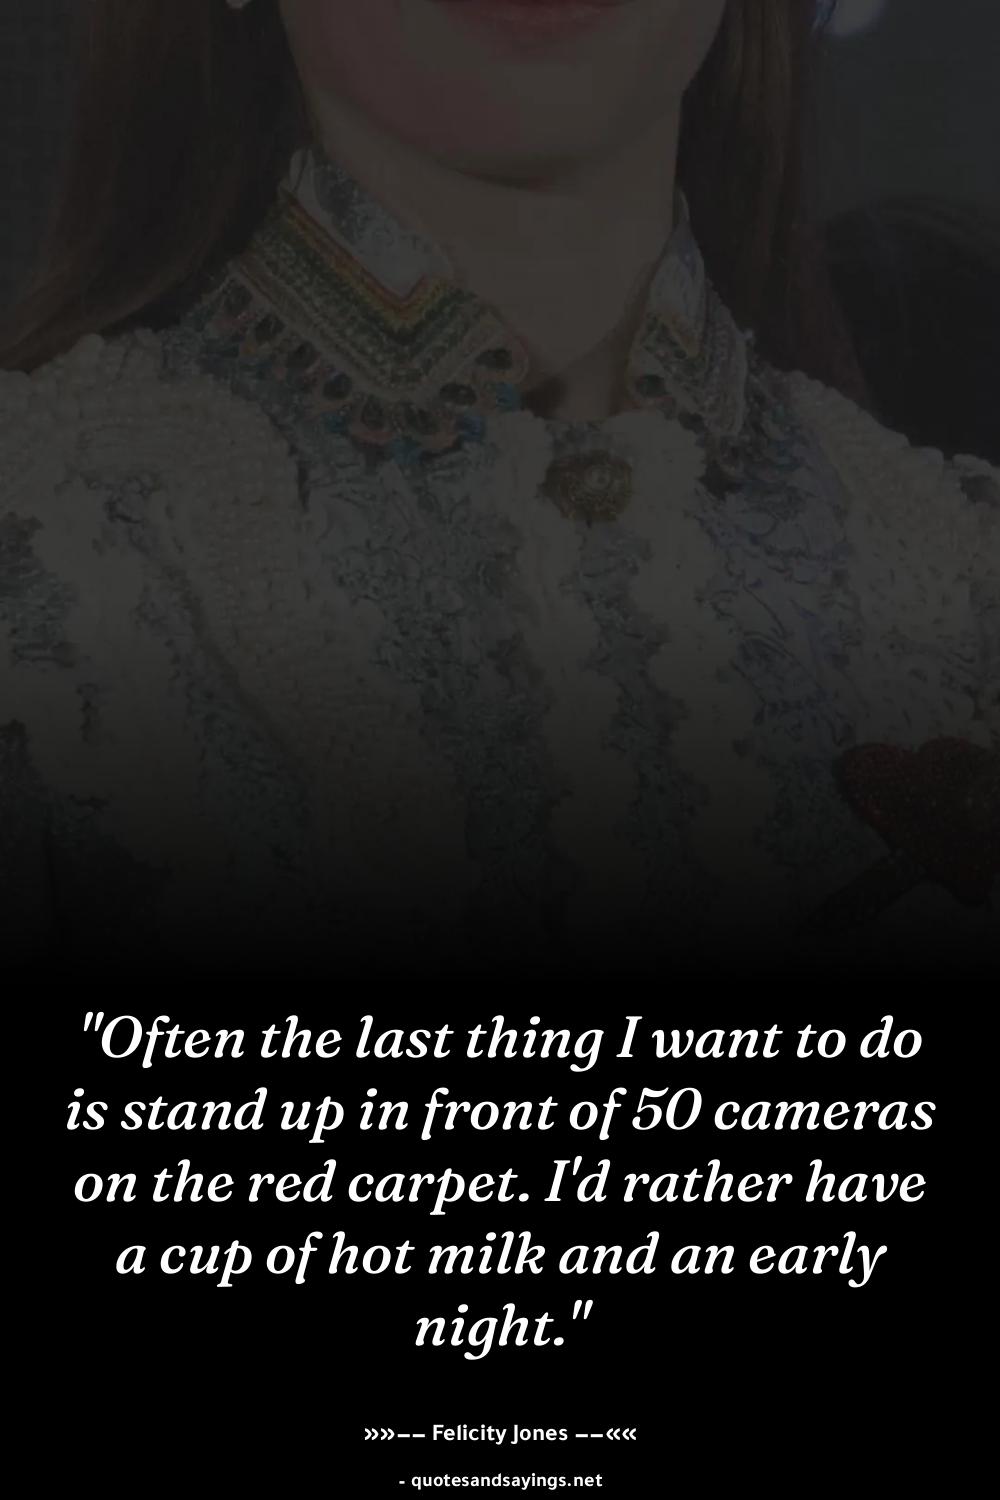 "Often the last thing I want to do
is stand up in front of 50 cameras
on the red carpet. I'd rather have
a cup of hot milk and an early
night."
»»–– Felicity Jones ––««
- quotesandsayings.net